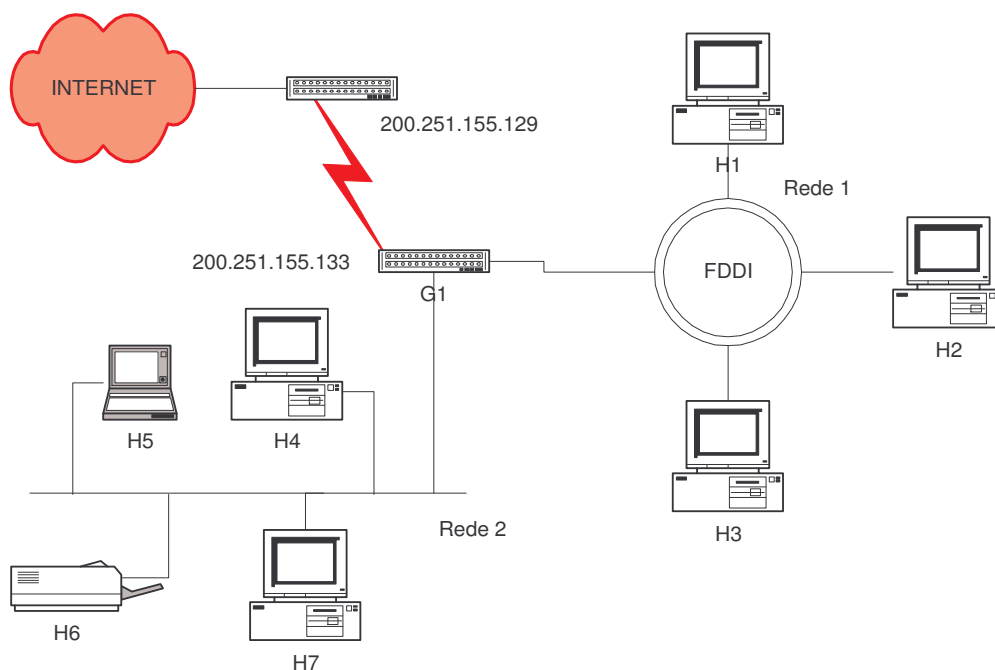 INTERNET
200.251.155.129
H1
Rede 1
200.251.155.133
G1
FDDI
H2
H5
H4
H3
Rede 2
H6
H7